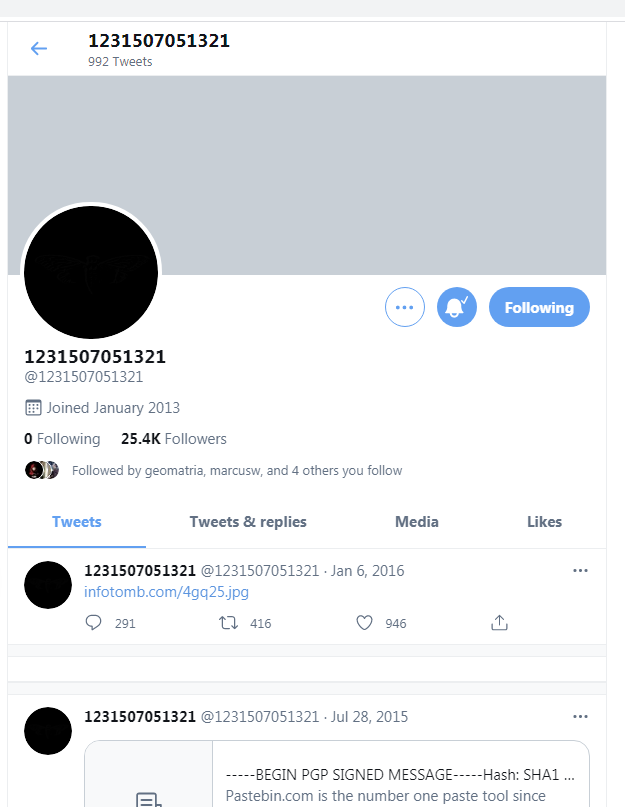 1231507051321
992 Tweets
Following
1231507051321
@1231507051321
Joined January 2013
0 Following 25.4K Followers
Followed by geomatria, marcusw, and 4 others you follow
Tweets Tweets & replies Media Likes
1231507051321 @1231507051321 · Jan 6, 2016
infotomb.com/4gq25.jpg
291 416 946
1231507051321 @1231507051321 · Jul 28, 2015
-----BEGIN PGP SIGNED MESSAGE-----Hash: SHA1 ...
Pastebin.com is the number one paste tool since